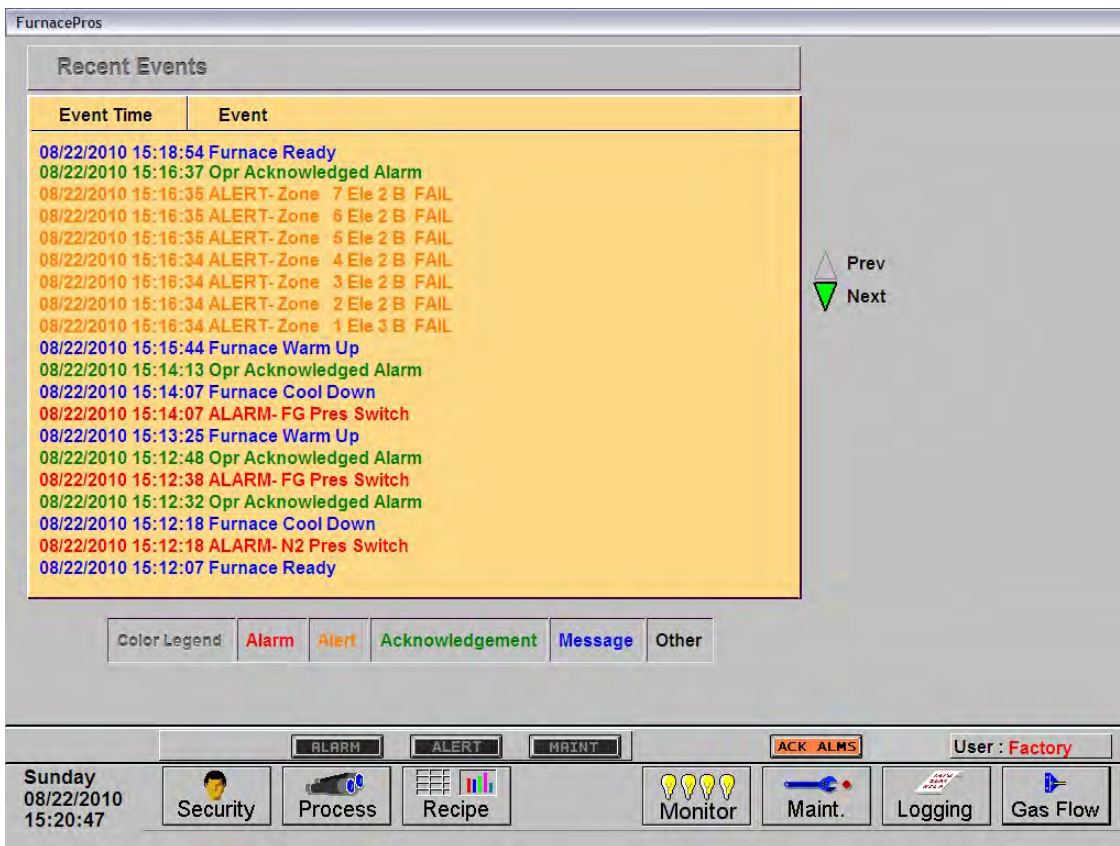 FurnacePros
Recent Events
Event Time Event
08/22/2010 15:18:54 Furnace Ready
08/22/2010 15:16:37 Opr Acknowledged Alarm
08/22/2010 15:16:35 ALERT- Zone 7 Ele 2 B FAIL
08/22/2010 15:16:35 ALERT- Zone 6 Ele 2 B FAIL
08/22/2010 15:16:35 ALERT- Zone 5 Ele 2 B FAIL
08/22/2010 15:16:34 ALERT- Zone 4 Ele 2 B FAIL
08/22/2010 15:16:34 ALERT- Zone 3 Ele 2 B FAIL
08/22/2010 15:16:34 ALERT- Zone 2 Ele 2 B FAIL
08/22/2010 15:16:34 ALERT- Zone 1 Ele 3 B FAIL
08/22/2010 15:15:44 Furnace Warm Up
08/22/2010 15:14:13 Opr Acknowledged Alarm
08/22/2010 15:14:07 Furnace Cool Down
08/22/2010 15:14:07 ALARM- FG Pres Switch
08/22/2010 15:13:25 Furnace Warm Up
08/22/2010 15:12:48 Opr Acknowledged Alarm
08/22/2010 15:12:38 ALARM- FG Pres Switch
08/22/2010 15:12:32 Opr Acknowledged Alarm
08/22/2010 15:12:18 Furnace Cool Down
08/22/2010 15:12:18 ALARM- N2 Pres Switch
08/22/2010 15:12:07 Furnace Ready
Prev
Next
Color Legend Alarm Alert Acknowledgement Message Other
ALARM ALERT MAINT ACK ALMS User : Factory
Sunday
08/22/2010
15:20:47
Security Process Recipe Monitor Maint. Logging Gas Flow